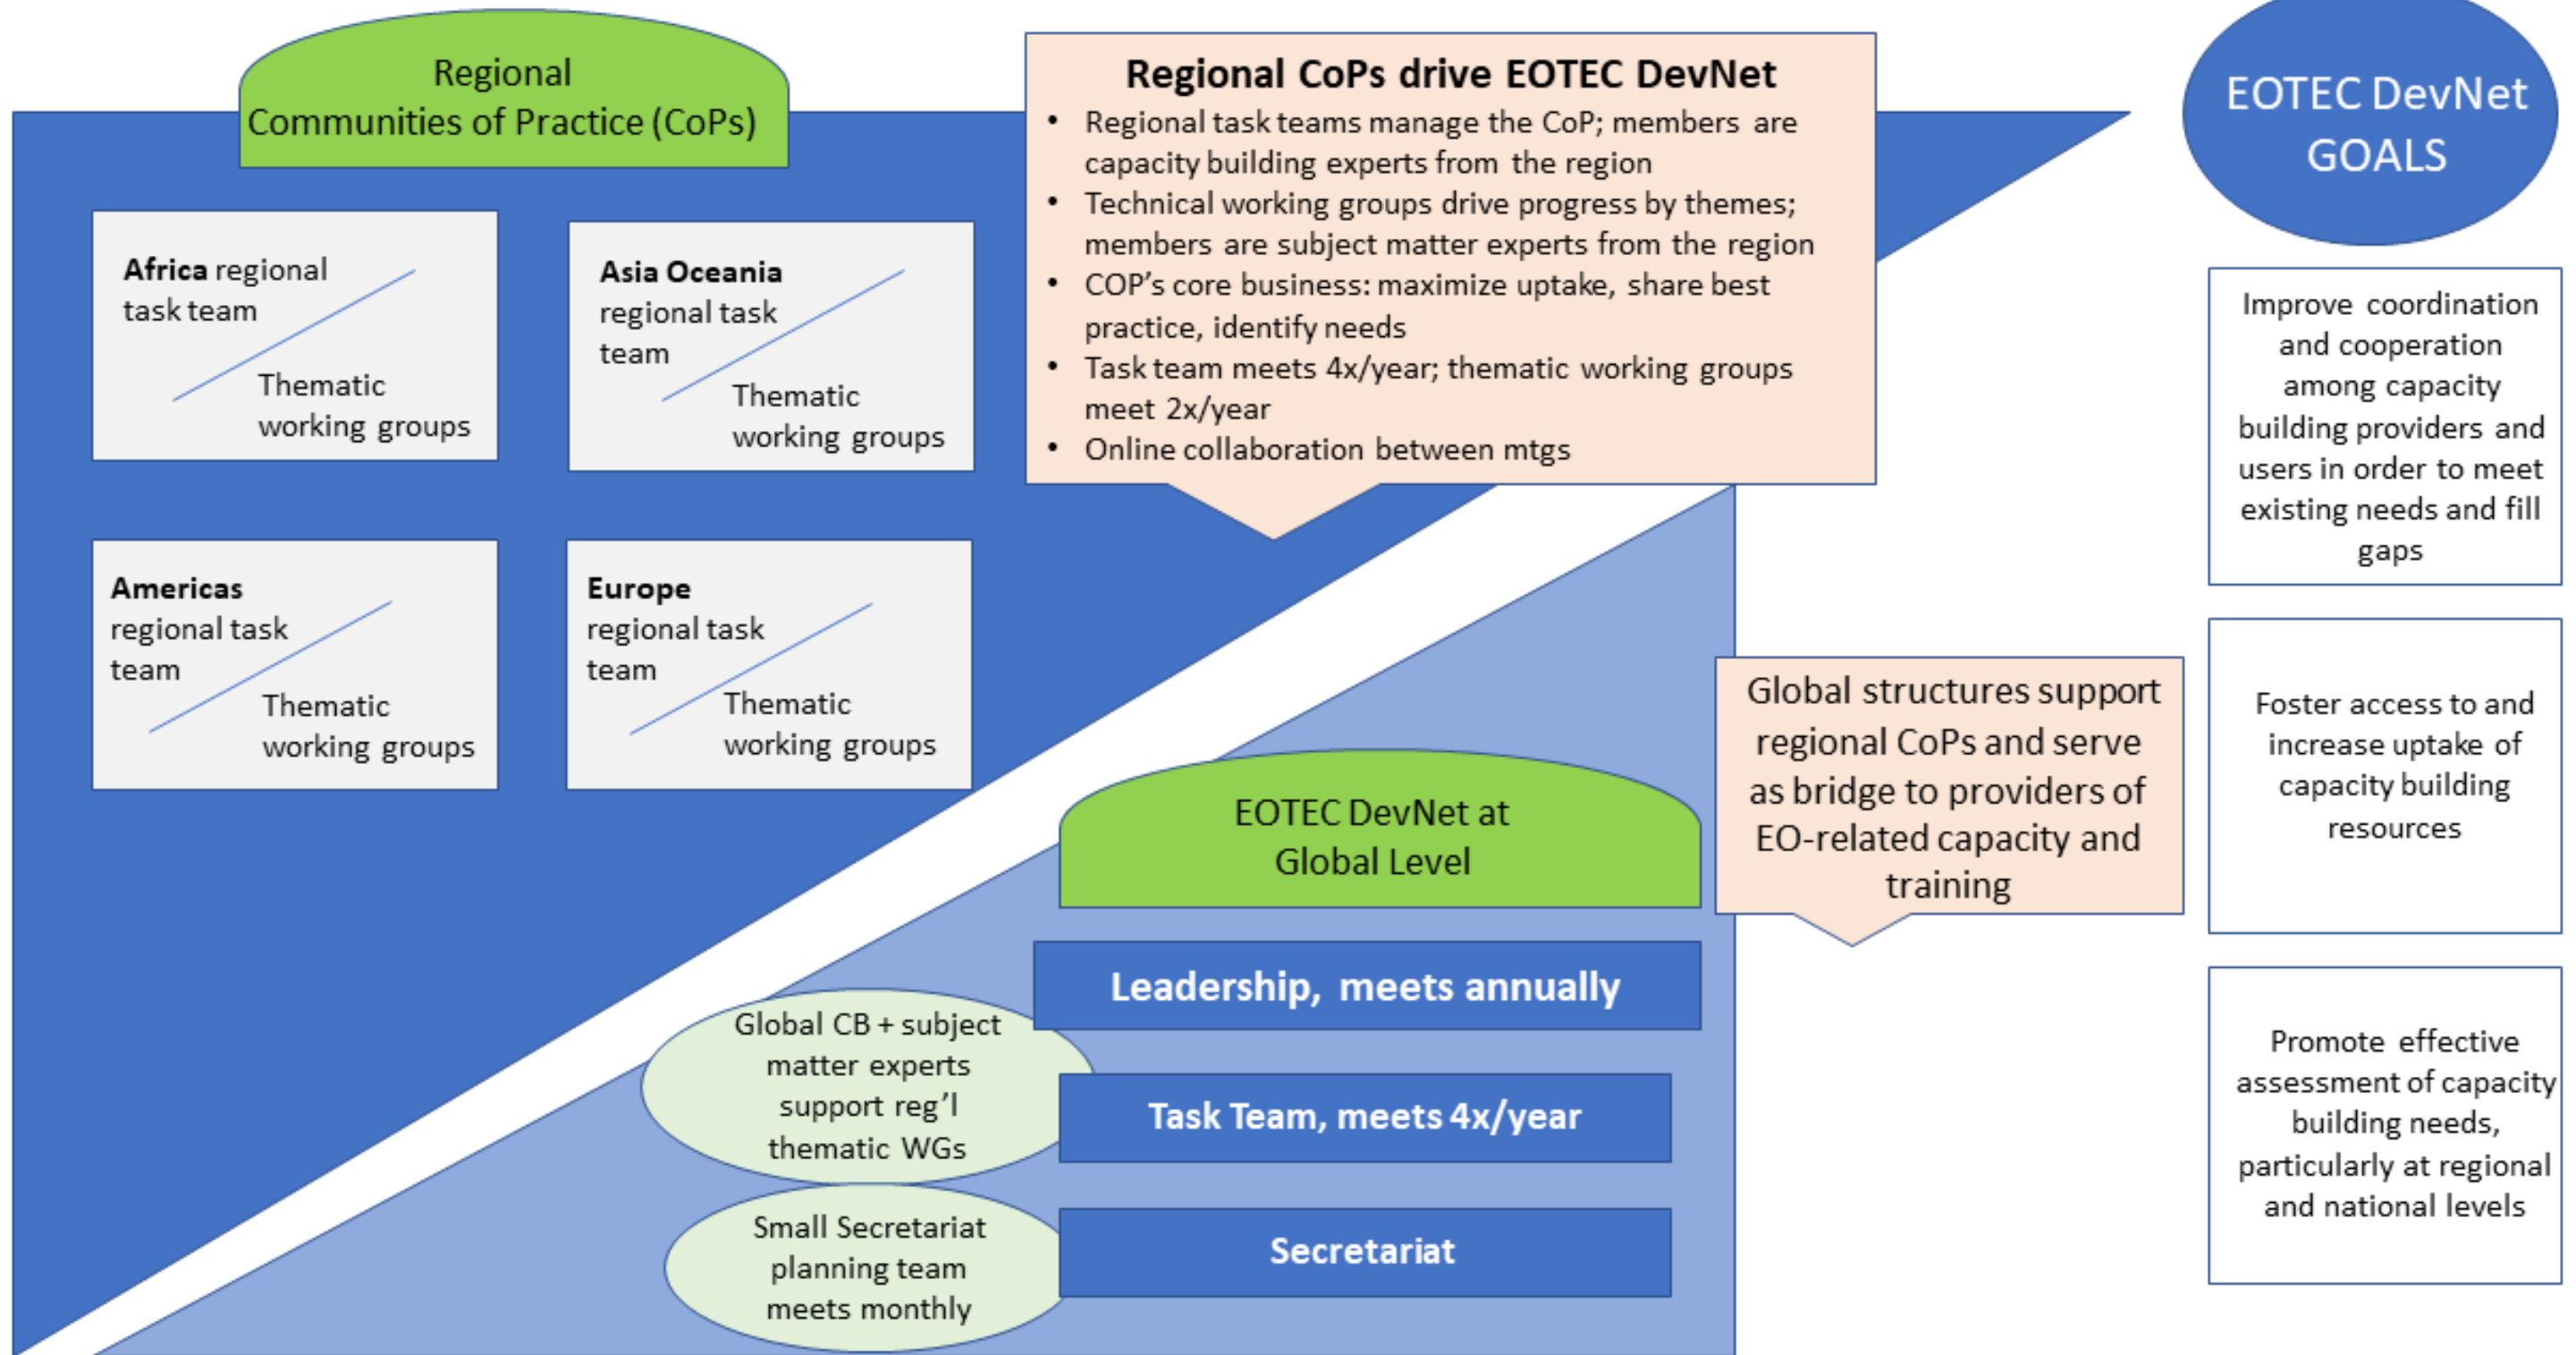 Regional
Communities of Practice (CoPs)
Africa regional
task team
Thematic
working groups
Asia Oceania
regional task
team
Thematic
working groups
Americas
regional task
team
Thematic
working groups
Europe
regional task
team
Thematic
working groups
Regional CoPs drive EOTEC DevNet
• Regional task teams manage the CoP; members are
capacity building experts from the region
• Technical working groups drive progress by themes;
members are subject matter experts from the region
• COP's core business: maximize uptake, share best
practice, identify needs
• Task team meets 4x/year; thematic working groups
meet 2x/year
• Online collaboration between mtgs
EOTEC DevNet at
Global Level
Leadership, meets annually
Global CB + subject
matter experts
support reg'l
thematic WGs
Task Team, meets 4x/year
Small Secretariat
planning team
meets monthly
Secretariat
Global structures support
regional CoPs and serve
as bridge to providers of
EO-related capacity and
training
EOTEC DevNet
GOALS
Improve coordination
and cooperation
among capacity
building providers and
users in order to meet
existing needs and fill
gaps
Foster access to and
increase uptake of
capacity building
resources
Promote effective
assessment of capacity
building needs,
particularly at regional
and national levels